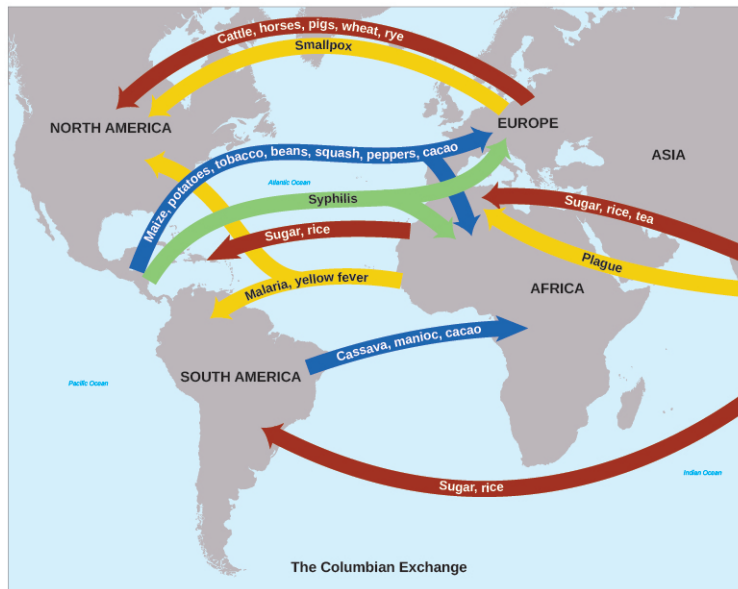 Cattle, horses, pigs, wheat, rye
Smallpox
NORTH AMERICA
EUROPE
ASIA
Maize, potatoes, tobacco, beans, squash, peppers, cacao
Atlantic Ocean
Syphilis
Sugar, rice, tea
Sugar, rice
Plague
Malaria, yellow fever
AFRICA
Cassava, manioc, cacao
SOUTH AMERICA
Pacific Ocean
Indian Ocean
Sugar, rice
The Columbian Exchange